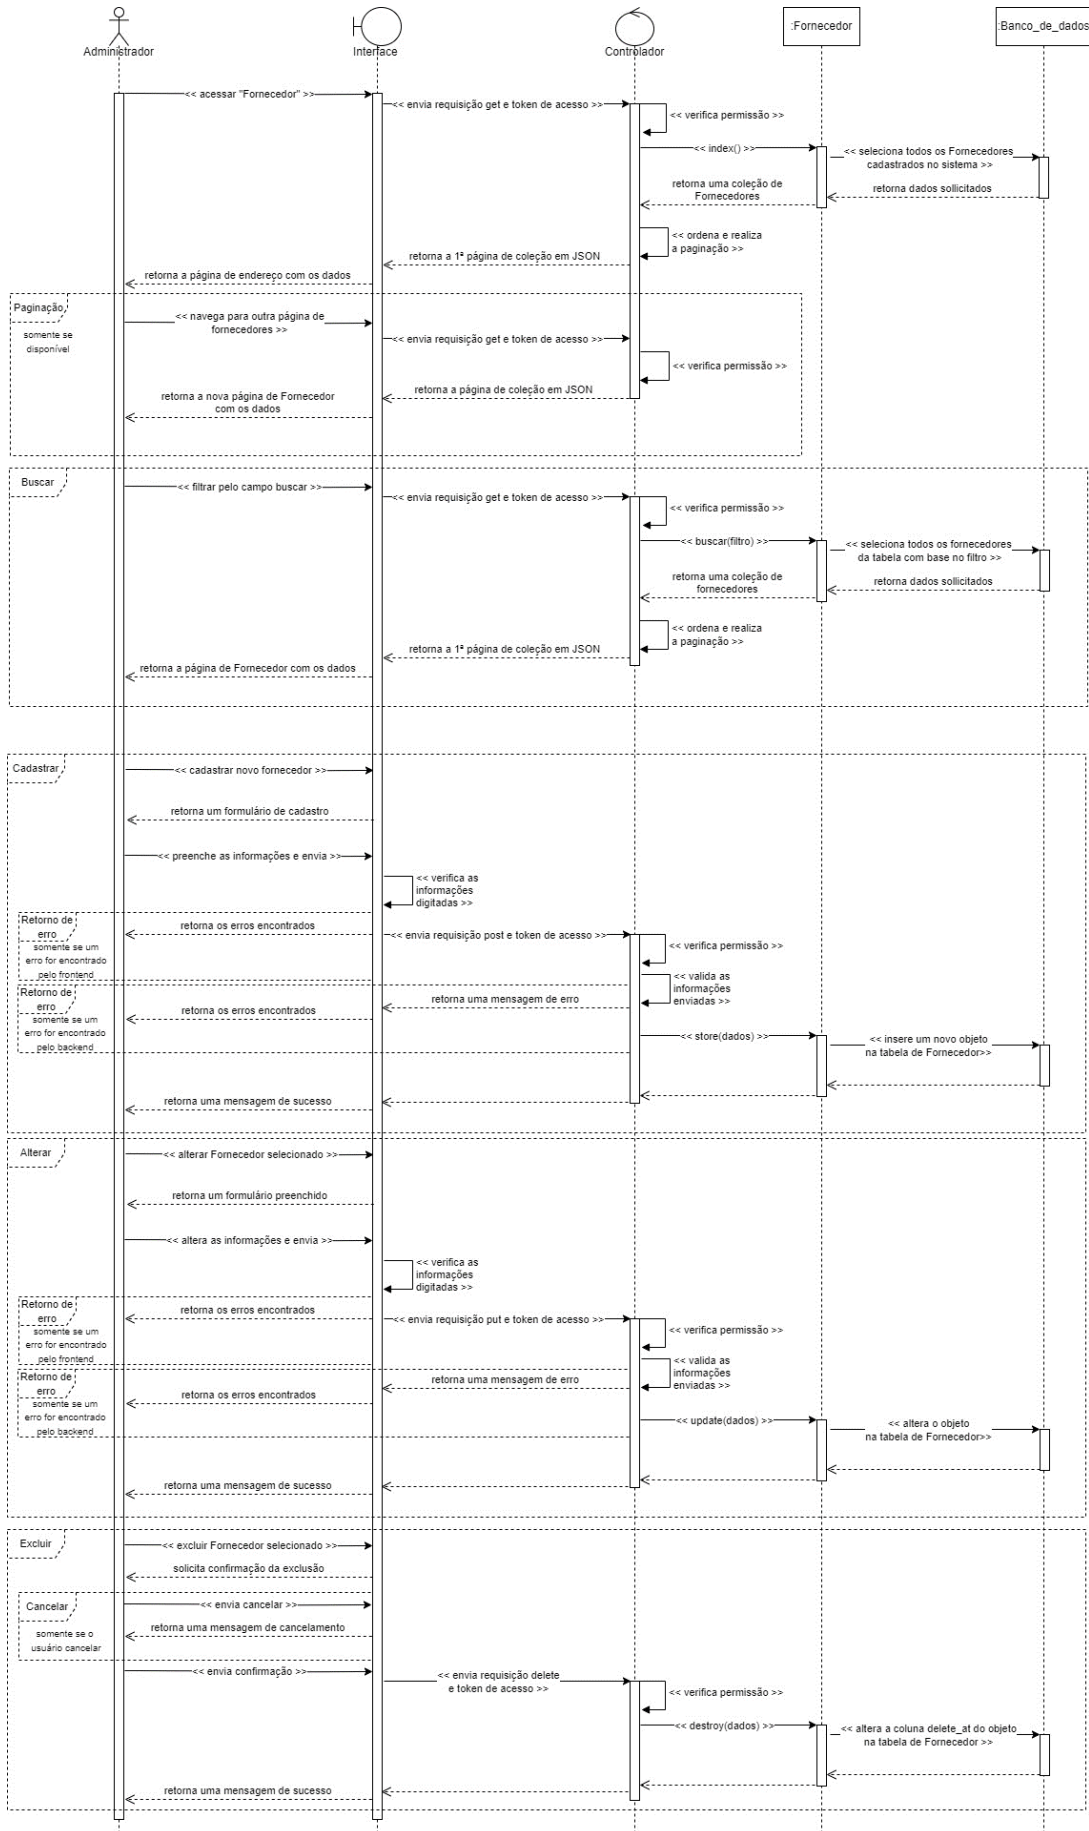 Administrador
Interface
Controlador
:Fornecedor
:Banco_de_dados
<< acessar "Fornecedor" >>
<< envia requisição get e token de acesso >>
<< verifica permissão >>
<< index() >>
<< seleciona todos os Fornecedores
cadastrados no sistema >>
retorna dados sollicitados
retorna uma coleção de
Fornecedores
<< ordena e realiza
a paginação >>
retorna a 1ª página de coleção em JSON
retorna a página de endereço com os dados
Paginação
somente se
disponível
<< navega para outra página de
fornecedores >>
<< envia requisição get e token de acesso >>
<< verifica permissão >>
retorna a página de coleção em JSON
retorna a nova página de Fornecedor
com os dados
Buscar
<< filtrar pelo campo buscar >>
<< envia requisição get e token de acesso >>
<< verifica permissão >>
<< buscar(filtro) >>
<< seleciona todos os fornecedores
da tabela com base no filtro >>
retorna dados sollicitados
retorna uma coleção de
fornecedores
<< ordena e realiza
a paginação >>
retorna a 1ª página de coleção em JSON
retorna a página de Fornecedor com os dados
Cadastrar
<< cadastrar novo fornecedor >>
retorna um formulário de cadastro
<< preenche as informações e envia >>
<< verifica as
informações
digitadas >>
Retorno de
erro
somente se um
erro for encontrado
pelo frontend
retorna os erros encontrados
<< envia requisição post e token de acesso >>
<< verifica permissão >>
<< valida as
informações
enviadas >>
Retorno de
erro
somente se um
erro for encontrado
pelo backend
retorna uma mensagem de erro
retorna os erros encontrados
<< store(dados) >>
<< insere um novo objeto
na tabela de Fornecedor>>
retorna uma mensagem de sucesso
Alterar
<< alterar Fornecedor selecionado >>
retorna um formulário preenchido
<< altera as informações e envia >>
<< verifica as
informações
digitadas >>
Retorno de
erro
somente se um
erro for encontrado
pelo frontend
retorna os erros encontrados
<< envia requisição put e token de acesso >>
<< verifica permissão >>
<< valida as
informações
enviadas >>
Retorno de
erro
somente se um
erro for encontrado
pelo backend
retorna uma mensagem de erro
retorna os erros encontrados
<< update(dados) >>
<< altera o objeto
na tabela de Fornecedor>>
retorna uma mensagem de sucesso
Excluir
<< excluir Fornecedor selecionado >>
solicita confirmação da exclusão
Cancelar
somente se o
usuário cancelar
<< envia cancelar >>
retorna uma mensagem de cancelamento
<< envia confirmação >>
<< envia requisição delete
e token de acesso >>
<< verifica permissão >>
<< destroy(dados) >>
<< altera a coluna delete_at do objeto
na tabela de Fornecedor >>
retorna uma mensagem de sucesso